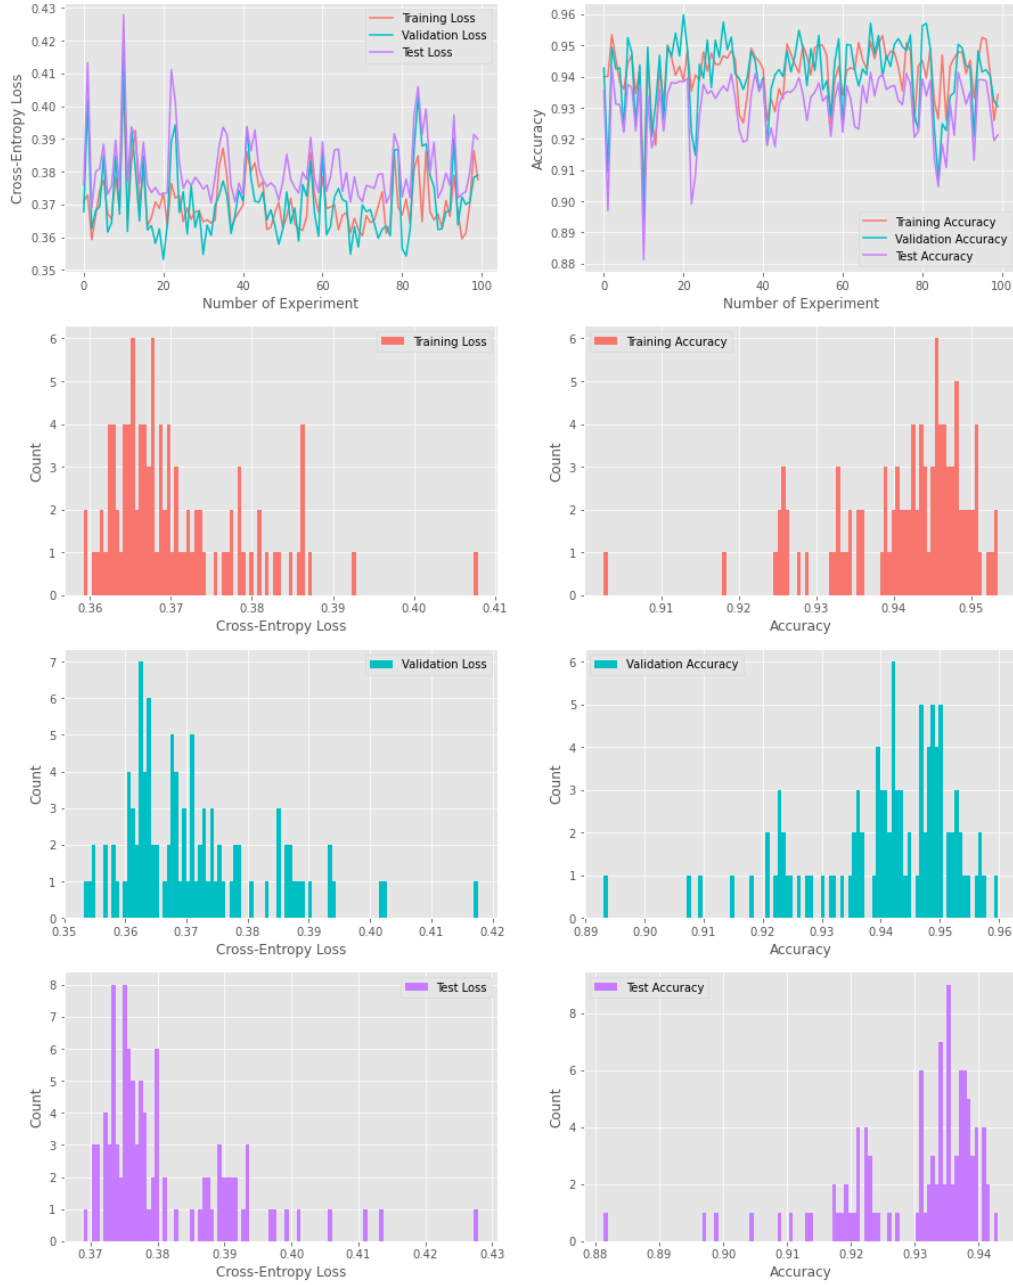 0.43
0.42
0.41
0.40
0.39
0.38
0.37
0.36
0.35
Cross-Entropy Loss
Training Loss
Validation Loss
Test Loss
0 20 40 60 80 100
Number of Experiment
0.96
0.95
0.94
0.93
0.92
0.91
0.90
0.89
0.88
Accuracy
Training Accuracy
Validation Accuracy
Test Accuracy
0 20 40 60 80 100
Number of Experiment
6
5
4
3
2
1
0
Count
Training Loss
0.36 0.37 0.38 0.39 0.40 0.41
Cross-Entropy Loss
6
5
4
3
2
1
0
Count
Training Accuracy
0.91 0.92 0.93 0.94 0.95
Accuracy
7
6
5
4
3
2
1
0
Count
Validation Loss
0.35 0.36 0.37 0.38 0.39 0.40 0.41 0.42
Cross-Entropy Loss
6
5
4
3
2
1
0
Count
Validation Accuracy
0.89 0.90 0.91 0.92 0.93 0.94 0.95 0.96
Accuracy
8
7
6
5
4
3
2
1
0
Count
Test Loss
0.37 0.38 0.39 0.40 0.41 0.42 0.43
Cross-Entropy Loss
8
6
4
2
0
Count
Test Accuracy
0.88 0.89 0.90 0.91 0.92 0.93 0.94
Accuracy